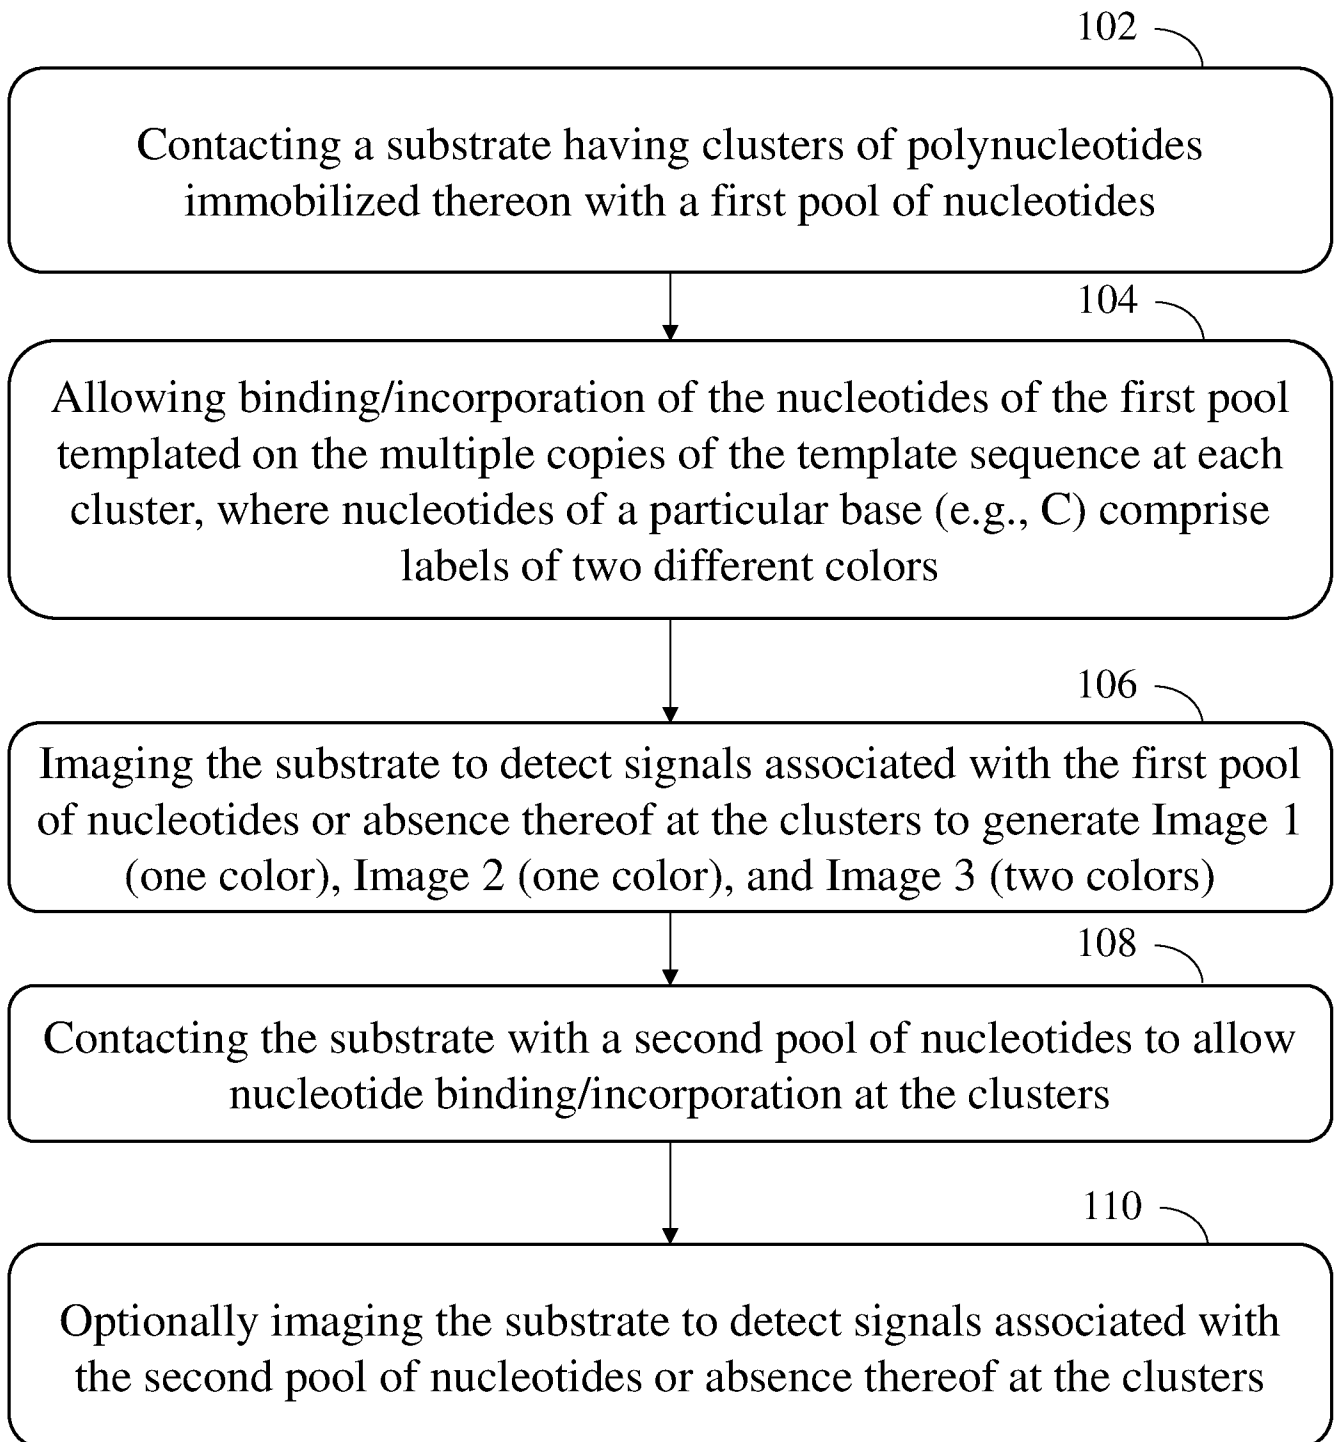 102
Contacting a substrate having clusters of polynucleotides
immobilized thereon with a first pool of nucleotides
104
Allowing binding/incorporation of the nucleotides of the first pool
templated on the multiple copies of the template sequence at each
cluster, where nucleotides of a particular base (e.g., C) comprise
labels of two different colors
106
Imaging the substrate to detect signals associated with the first pool
of nucleotides or absence thereof at the clusters to generate Image 1
(one color), Image 2 (one color), and Image 3 (two colors)
108
Contacting the substrate with a second pool of nucleotides to allow
nucleotide binding/incorporation at the clusters
110
Optionally imaging the substrate to detect signals associated with
the second pool of nucleotides or absence thereof at the clusters